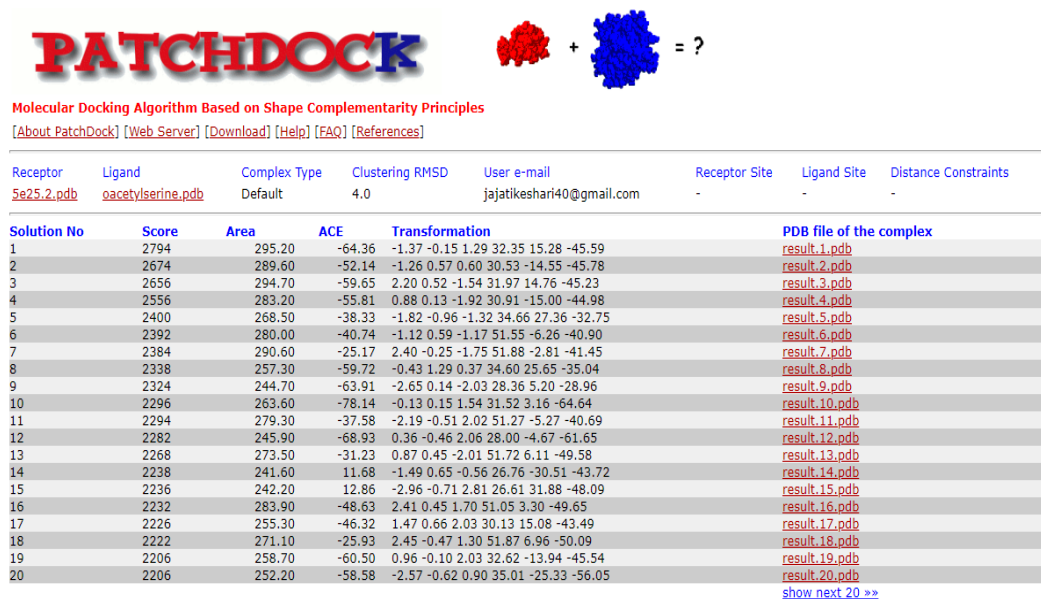 PATCHDOCK
+ = ?
Molecular Docking Algorithm Based on Shape Complementarity Principles
[About PatchDock] [Web Server] [Download] [Help] [FAQ] [References]
Receptor Ligand Complex Type Clustering RMSD User e-mail Receptor Site Ligand Site Distance Constraints
5e25.2.pdb oacetylserine.pdb Default 4.0 jajatikeshari40@gmail.com - - -
Solution No Score Area ACE Transformation PDB file of the complex
1 2794 295.20 -64.36 -1.37 -0.15 1.29 32.35 15.28 -45.59 result.1.pdb
2 2674 289.60 -52.14 -1.26 0.57 0.60 30.53 -14.55 -45.78 result.2.pdb
3 2656 294.70 -59.65 2.20 0.52 -1.54 31.97 14.76 -45.23 result.3.pdb
4 2556 283.20 -55.81 0.88 0.13 -1.92 30.91 -15.00 -44.98 result.4.pdb
5 2400 268.50 -38.33 -1.82 -0.96 -1.32 34.66 27.36 -32.75 result.5.pdb
6 2392 280.00 -40.74 -1.12 0.59 -1.17 51.55 -6.26 -40.90 result.6.pdb
7 2384 290.60 -25.17 2.40 -0.25 -1.75 51.88 -2.81 -41.45 result.7.pdb
8 2338 257.30 -59.72 -0.43 1.29 0.37 34.60 25.65 -35.04 result.8.pdb
9 2324 244.70 -63.91 -2.65 0.14 -2.03 28.36 5.20 -28.96 result.9.pdb
10 2296 263.60 -78.14 -0.13 0.15 1.54 31.52 3.16 -64.64 result.10.pdb
11 2294 279.30 -37.58 -2.19 -0.51 2.02 51.27 -5.27 -40.69 result.11.pdb
12 2282 245.90 -68.93 0.36 -0.46 2.06 28.00 -4.67 -61.65 result.12.pdb
13 2268 273.50 -31.23 0.87 0.45 -2.01 51.72 6.11 -49.58 result.13.pdb
14 2238 241.60 11.68 -1.49 0.65 -0.56 26.76 -30.51 -43.72 result.14.pdb
15 2236 242.20 12.86 -2.96 -0.71 2.81 26.61 31.88 -48.09 result.15.pdb
16 2232 283.90 -48.63 2.41 0.45 1.70 51.05 3.30 -49.65 result.16.pdb
17 2226 255.30 -46.32 1.47 0.66 2.03 30.13 15.08 -43.49 result.17.pdb
18 2222 271.10 -25.93 2.45 -0.47 1.30 51.87 6.96 -50.09 result.18.pdb
19 2206 258.70 -60.50 0.96 -0.10 2.03 32.62 -13.94 -45.54 result.19.pdb
20 2206 252.20 -58.58 -2.57 -0.62 0.90 35.01 -25.33 -56.05 result.20.pdb
show next 20 »»